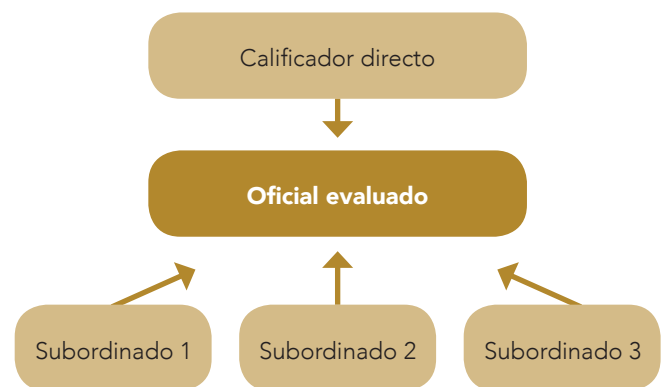 Calificador directo
Oficial evaluado
Subordinado 1
Subordinado 2
Subordinado 3